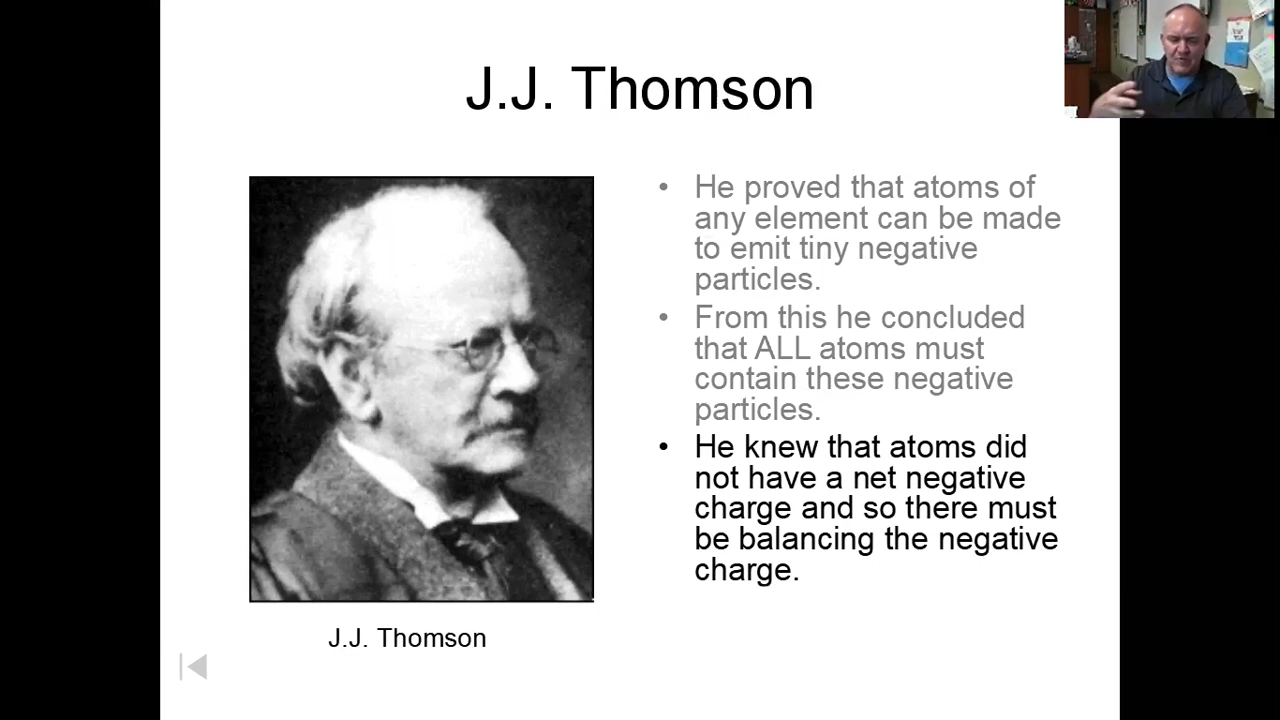 J.J. Thomson
• He proved that atoms of
any element can be made
to emit tiny negative
particles.
• From this he concluded
that ALL atoms must
contain these negative
particles.
• He knew that atoms did
not have a net negative
charge and so there must
be balancing the negative
charge.
J.J. Thomson